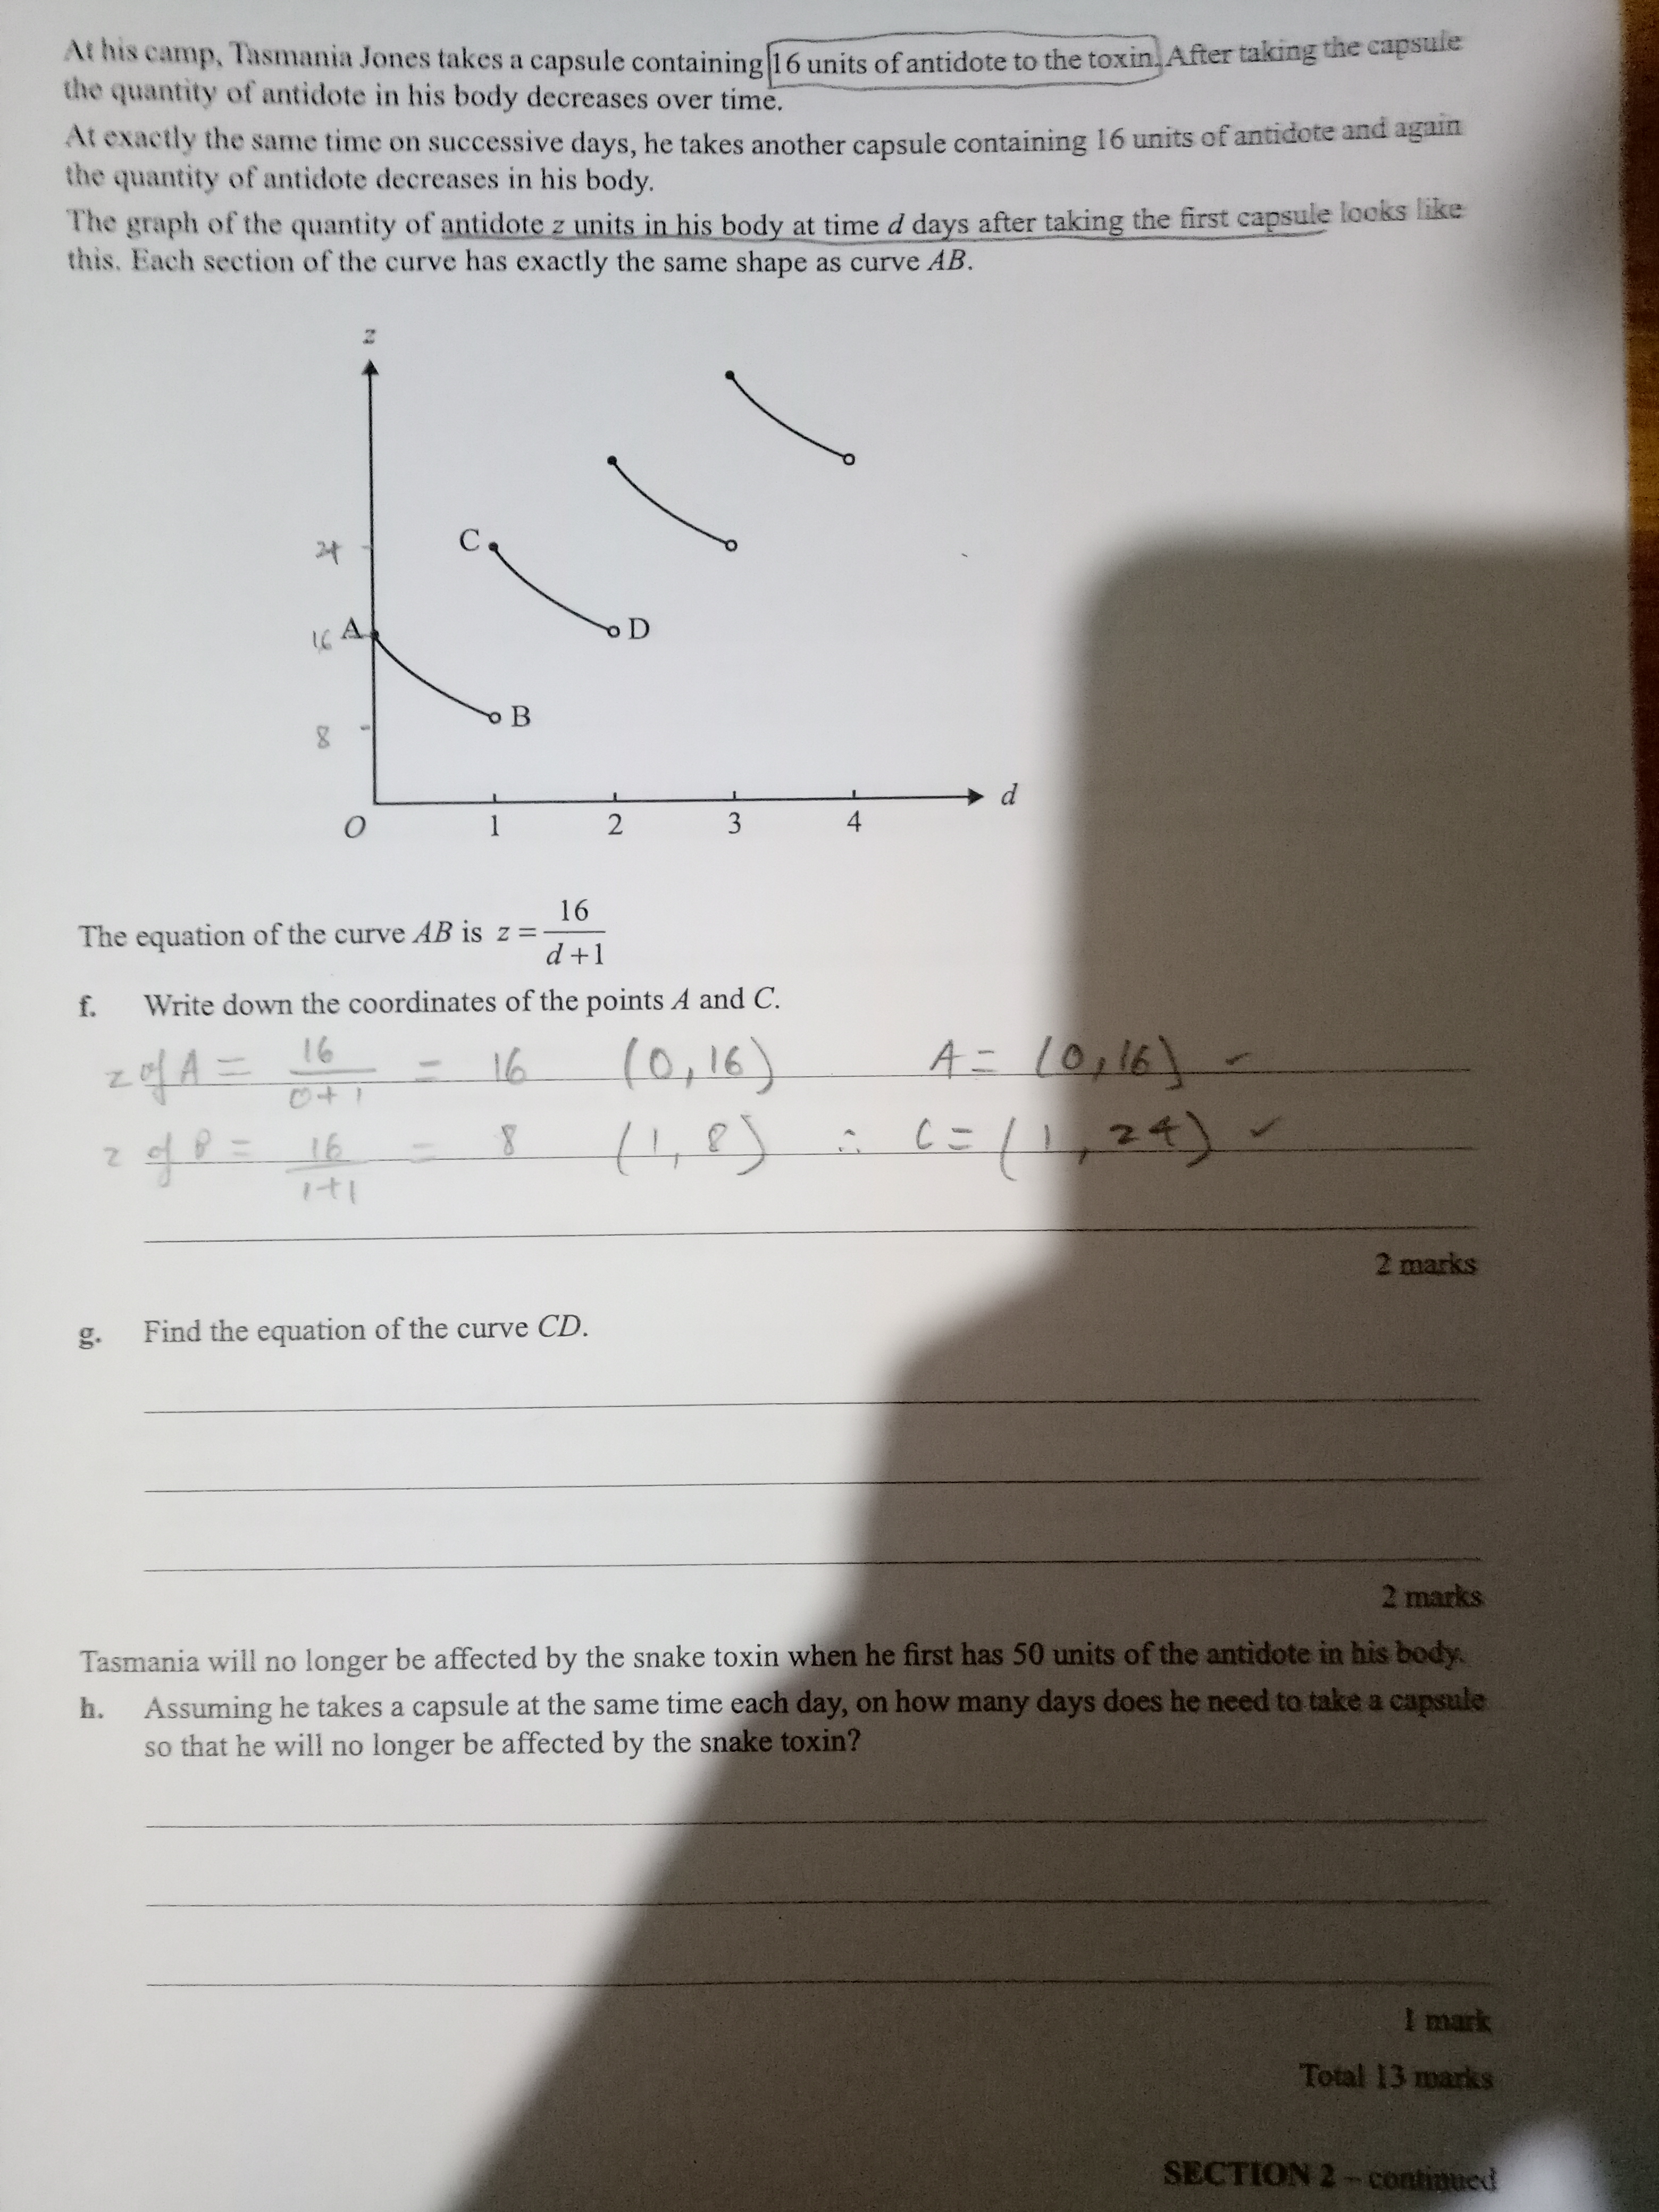 At his camp, Tasmania Jones takes a capsule containing 16 units of antidote to the toxin. After taking the capsule
the quantity of antidote in his body decreases over time.
At exactly the same time on successive days, he takes another capsule containing 16 units of antidote and again
the quantity of antidote decreases in his body.
The graph of the quantity of antidote z units in his body at time d days after taking the first capsule looks like
this. Each section of the curve has exactly the same shape as curve AB.
z
24
C
16 A
D
8
B
d
O 1 2 3 4
The equation of the curve AB is z = 16/(d + 1)
f. Write down the coordinates of the points A and C.
z of A = 16/(0+1) = 16 (0,16) A = (0,16) ✓
z of B = 16/(1+1) = 8 (1,8) ∴ C = (1,24) ✓
2 marks
g. Find the equation of the curve CD.
2 marks
Tasmania will no longer be affected by the snake toxin when he first has 50 units of the antidote in his body.
h. Assuming he takes a capsule at the same time each day, on how many days does he need to take a capsule
so that he will no longer be affected by the snake toxin?
1 mark
Total 13 marks
SECTION 2 – continued